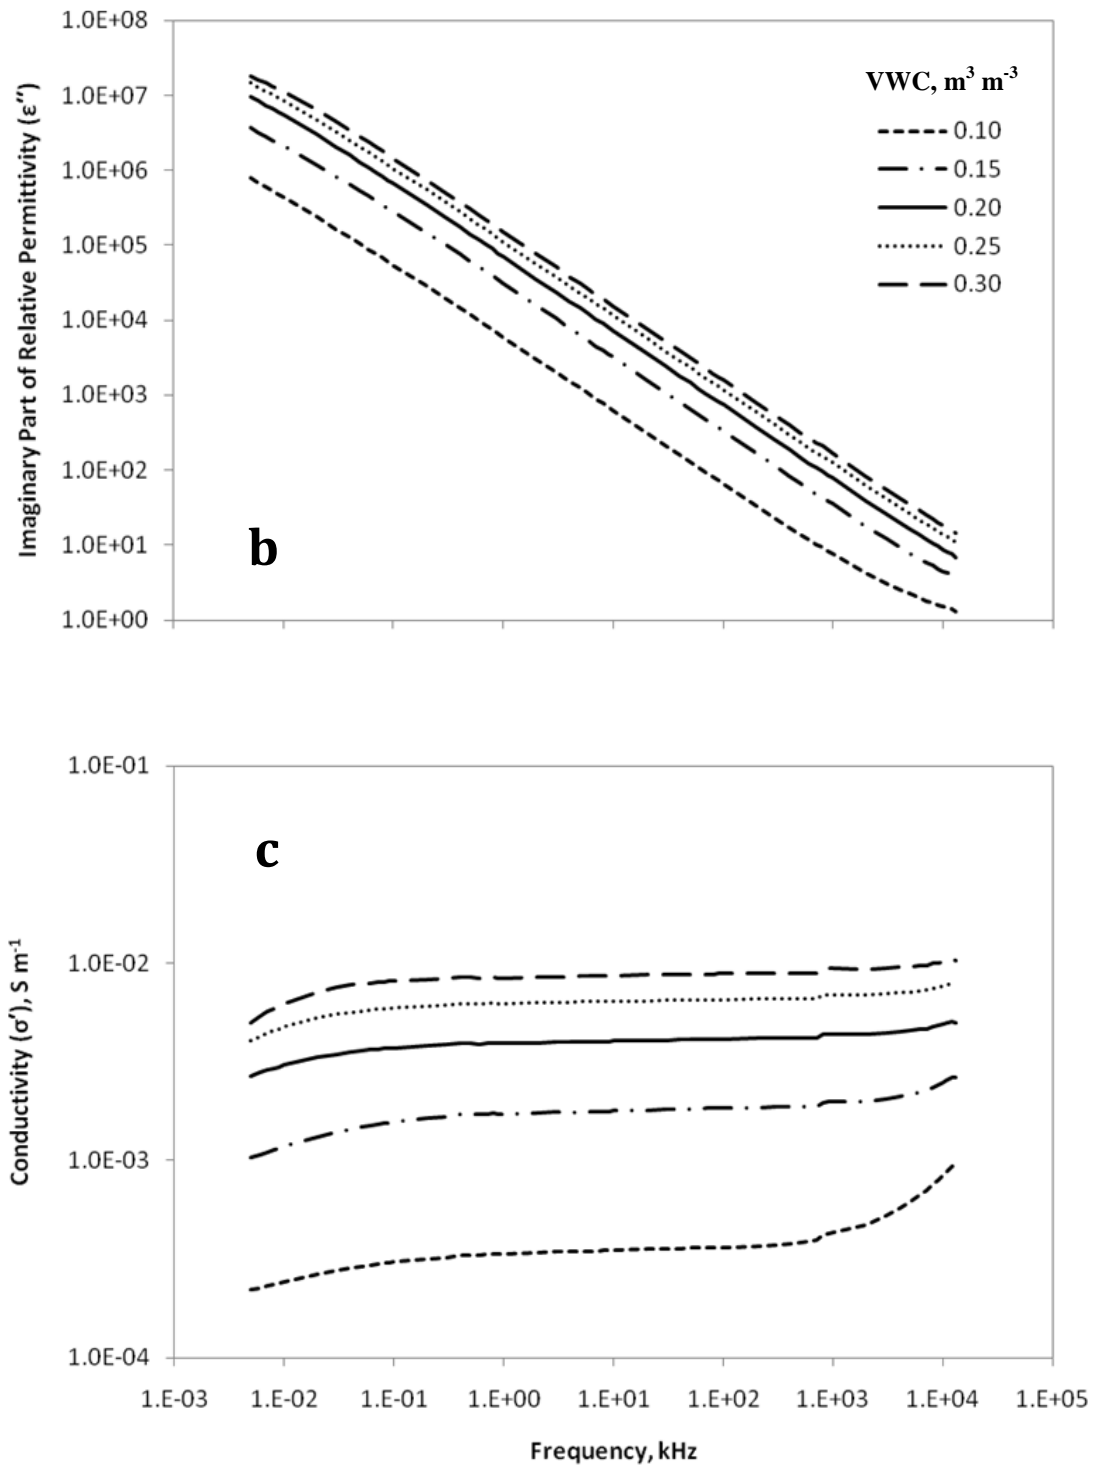 Imaginary Part of Relative Permittivity (ε″)
1.0E+08
1.0E+07
1.0E+06
1.0E+05
1.0E+04
1.0E+03
1.0E+02
1.0E+01
1.0E+00
VWC, m³ m⁻³
0.10
0.15
0.20
0.25
0.30
b
Conductivity (σ′), S m⁻¹
1.0E-01
1.0E-02
1.0E-03
1.0E-04
c
1.E-03 1.E-02 1.E-01 1.E+00 1.E+01 1.E+02 1.E+03 1.E+04 1.E+05
Frequency, kHz